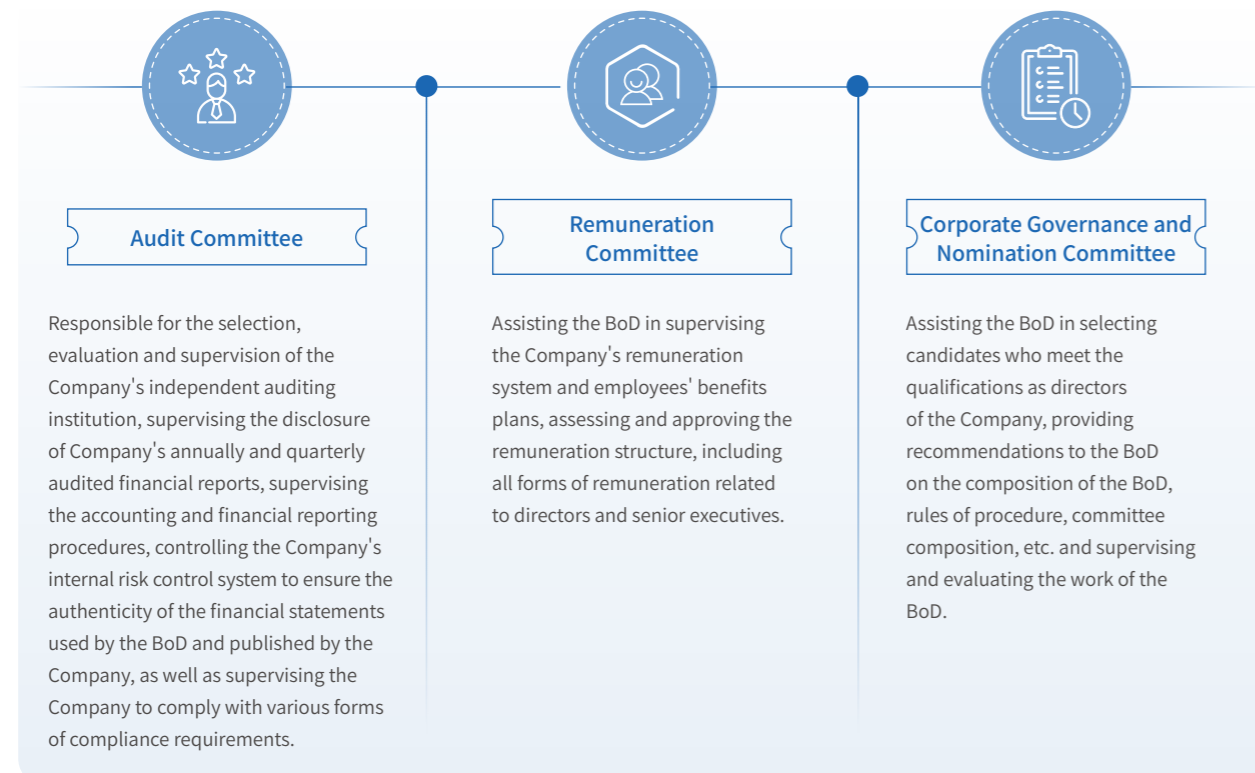 Audit Committee
Responsible for the selection,
evaluation and supervision of the
Company's independent auditing
institution, supervising the disclosure
of Company's annually and quarterly
audited financial reports, supervising
the accounting and financial reporting
procedures, controlling the Company's
internal risk control system to ensure the
authenticity of the financial statements
used by the BoD and published by the
Company, as well as supervising the
Company to comply with various forms
of compliance requirements.
Remuneration
Committee
Assisting the BoD in supervising
the Company's remuneration
system and employees' benefits
plans, assessing and approving the
remuneration structure, including
all forms of remuneration related
to directors and senior executives.
Corporate Governance and
Nomination Committee
Assisting the BoD in selecting
candidates who meet the
qualifications as directors
of the Company, providing
recommendations to the BoD
on the composition of the BoD,
rules of procedure, committee
composition, etc. and supervising
and evaluating the work of the
BoD.